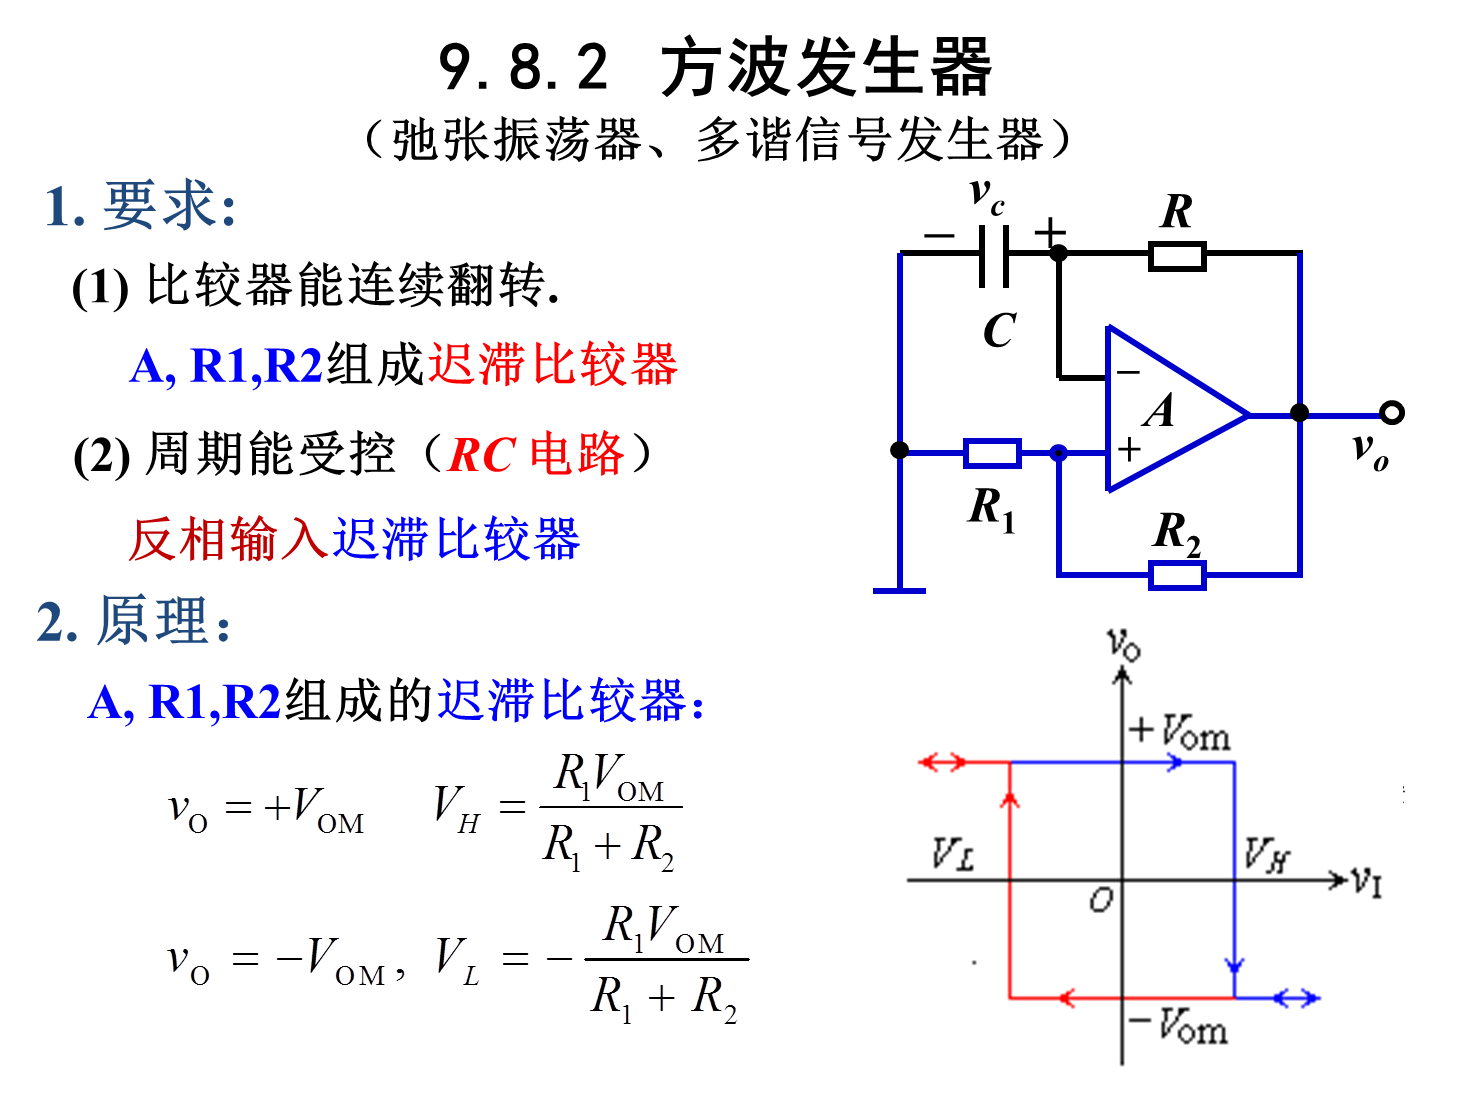 9.8.2 方波发生器
（弛张振荡器、多谐信号发生器）
1. 要求:
(1) 比较器能连续翻转.
A, R1,R2组成迟滞比较器
(2) 周期能受控（RC 电路）
反相输入迟滞比较器
2. 原理：
A, R1,R2组成的迟滞比较器：
vO = +VOM VH = R1VOM / (R1 + R2)
vO = −VOM , VL = − R1VOM / (R1 + R2)
vc
− +
R
C
−
A
+
vo
R1
R2
vO
+Vom
VL
VH
vI
O
−Vom